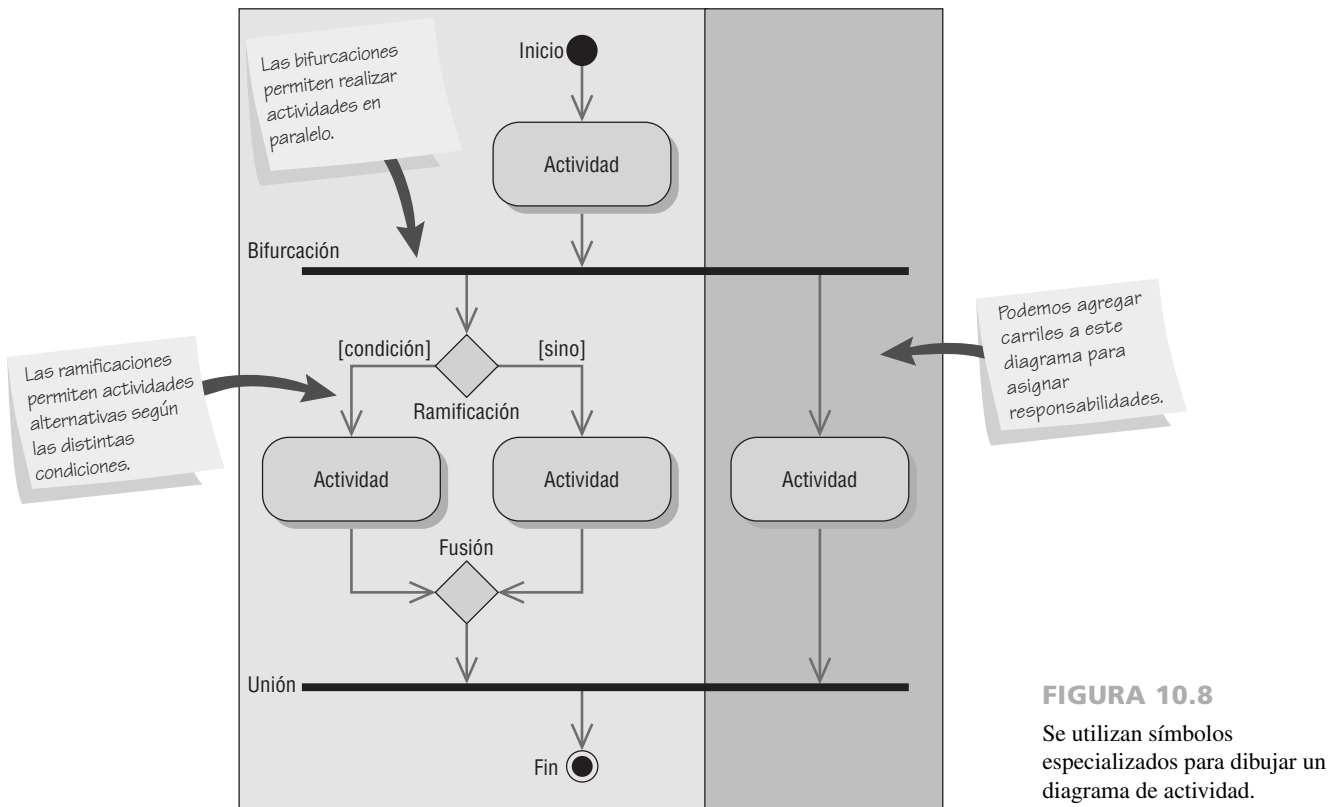 Las bifurcaciones
permiten realizar
actividades en
paralelo.
Inicio
Actividad
Bifurcación
Podemos agregar
carriles a este
diagrama para
asignar
responsabilidades.
[condición]
[sino]
Las ramificaciones
permiten actividades
alternativas según
las distintas
condiciones.
Ramificación
Actividad
Actividad
Actividad
Fusión
Unión
Fin
FIGURA 10.8
Se utilizan símbolos
especializados para dibujar un
diagrama de actividad.